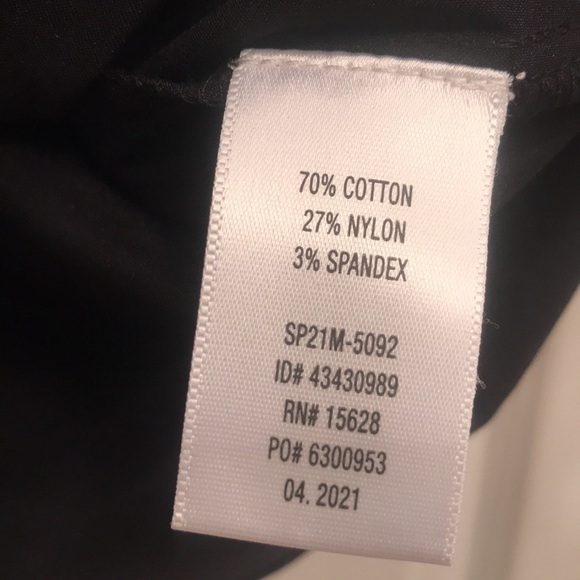 70% COTTON
27% NYLON
3% SPANDEX
SP21M-5092
ID# 43430989
RN# 15628
PO# 6300953
04. 2021